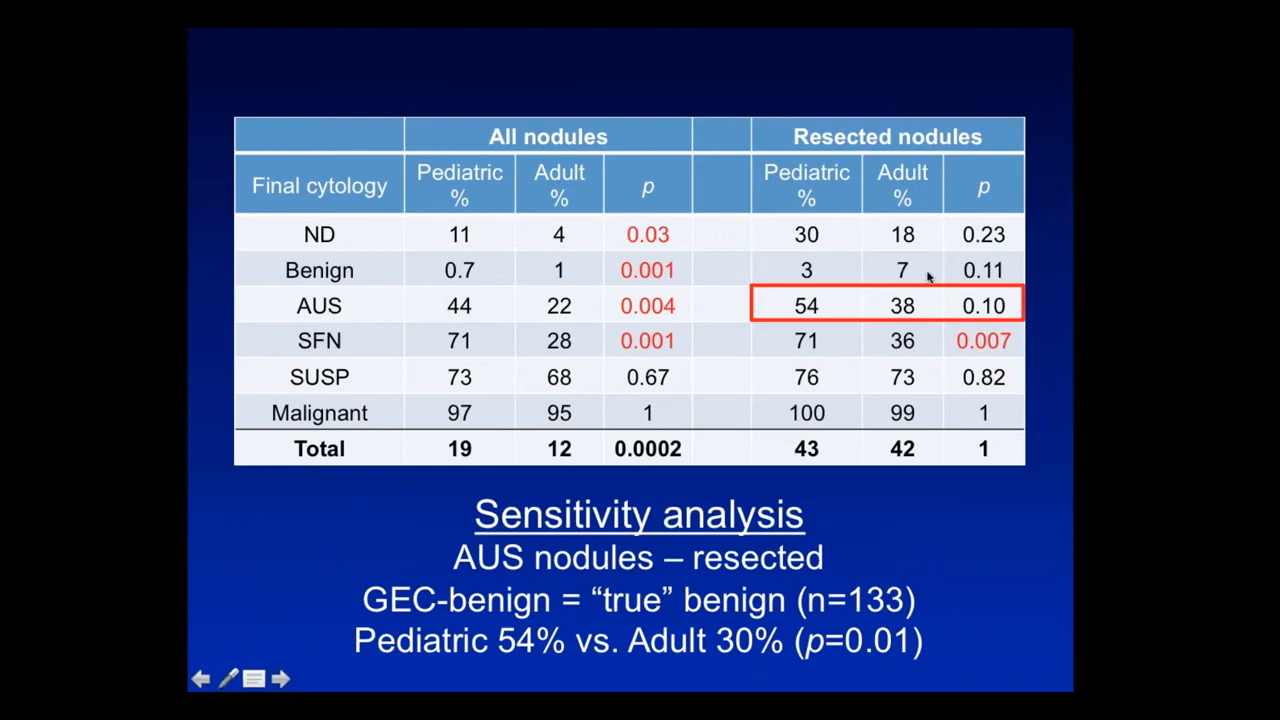 All nodules Resected nodules
Final cytology Pediatric % Adult % p Pediatric % Adult % p
ND 11 4 0.03 30 18 0.23
Benign 0.7 1 0.001 3 7 0.11
AUS 44 22 0.004 54 38 0.10
SFN 71 28 0.001 71 36 0.007
SUSP 73 68 0.67 76 73 0.82
Malignant 97 95 1 100 99 1
Total 19 12 0.0002 43 42 1
Sensitivity analysis
AUS nodules – resected
GEC-benign = “true” benign (n=133)
Pediatric 54% vs. Adult 30% (p=0.01)